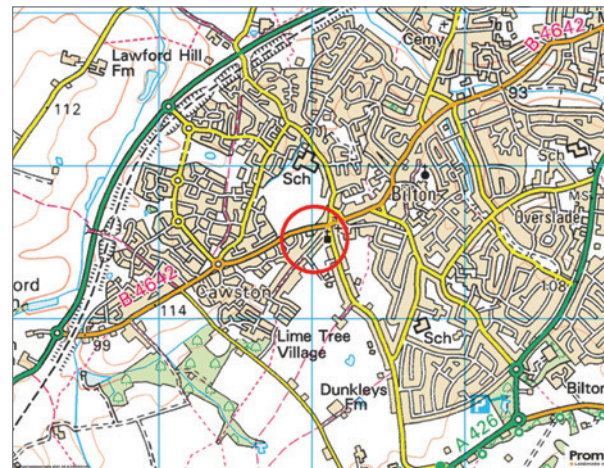 Lawford Hill
Fm
Cemy
B 4642
93
112
Sch
Bilton
Sch
MS
Overslade
B 4642
Cawston
114
108
99
Lime Tree
Village
Sch
Dunkleys
Fm
A 426
Bilton
Prom